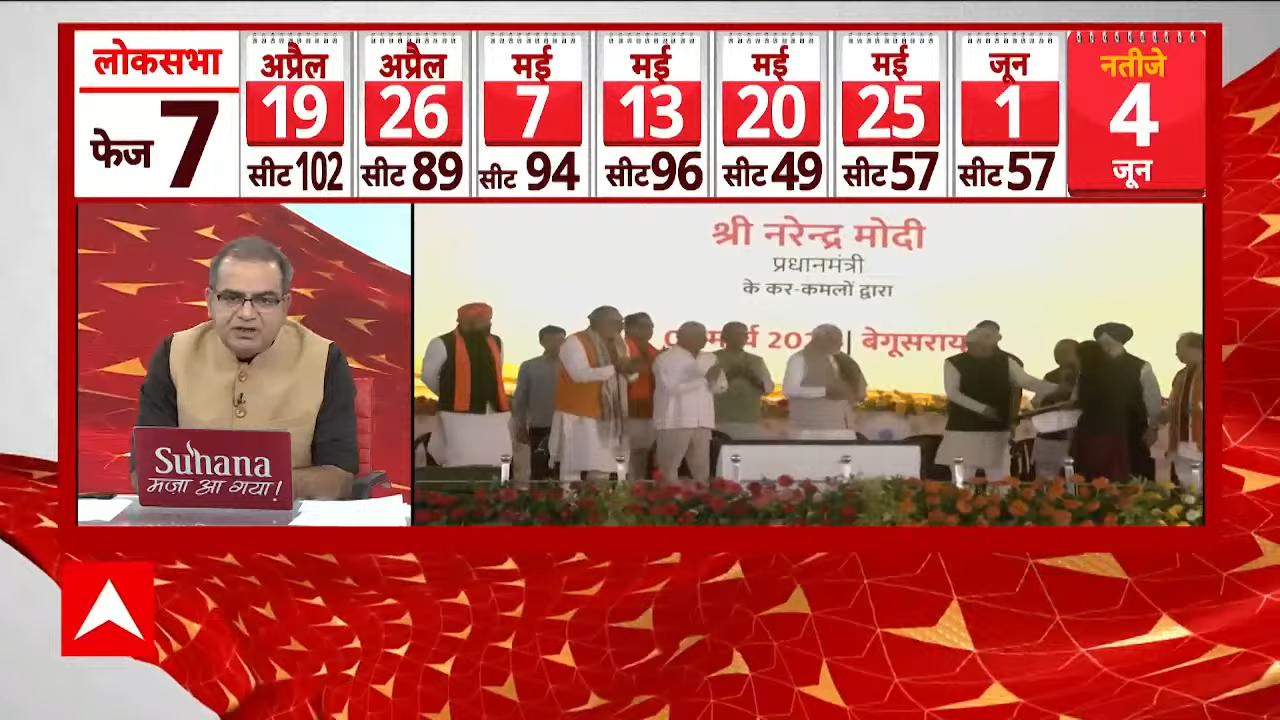 लोकसभा
फेज 7
अप्रैल
19
सीट 102
अप्रैल
26
सीट 89
मई
7
सीट 94
मई
13
सीट 96
मई
20
सीट 49
मई
25
सीट 57
जून
1
सीट 57
नतीजे
4
जून
श्री नरेन्द्र मोदी
प्रधानमंत्री
के कर-कमलों द्वारा
| बेगूसराय
Suhana
मज़ा आ गया!